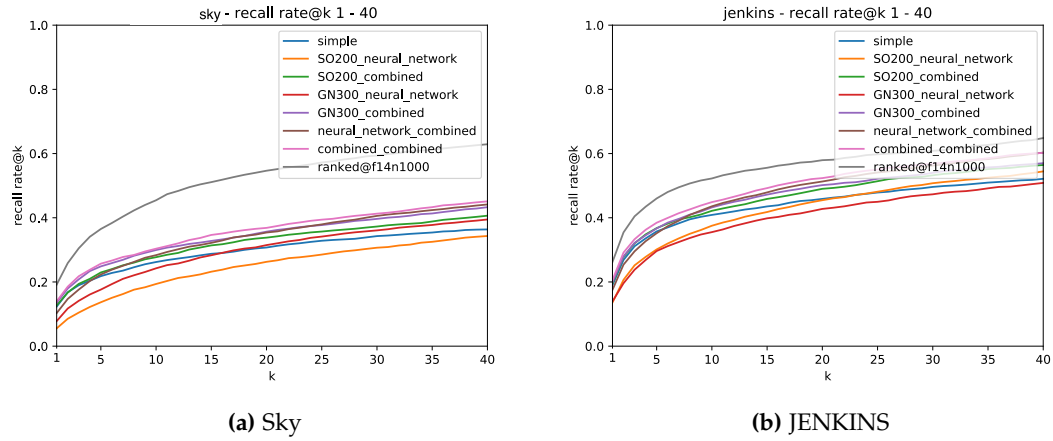 sky - recall rate@k 1 - 40
recall rate@k
1.0
0.8
0.6
0.4
0.2
0.0
simple
SO200_neural_network
SO200_combined
GN300_neural_network
GN300_combined
neural_network_combined
combined_combined
ranked@f14n1000
1 5 10 15 20 25 30 35 40
k
(a) Sky
jenkins - recall rate@k 1 - 40
recall rate@k
1.0
0.8
0.6
0.4
0.2
0.0
simple
SO200_neural_network
SO200_combined
GN300_neural_network
GN300_combined
neural_network_combined
combined_combined
ranked@f14n1000
1 5 10 15 20 25 30 35 40
k
(b) JENKINS